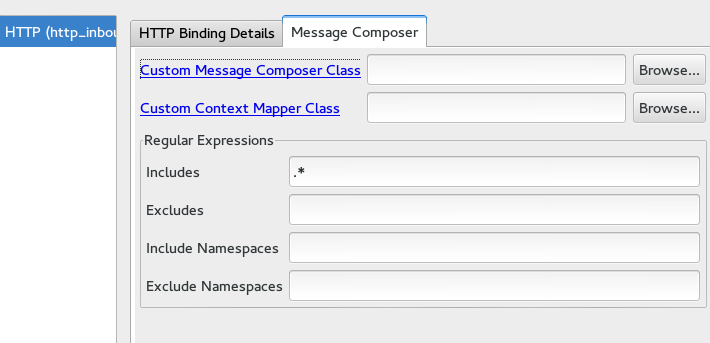 HTTP (http_inbou
HTTP Binding Details
Message Composer
Custom Message Composer Class
Browse...
Custom Context Mapper Class
Browse...
Regular Expressions
Includes
.*
Excludes
Include Namespaces
Exclude Namespaces